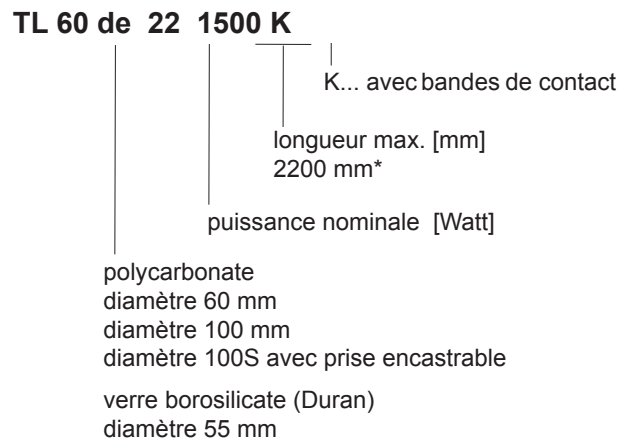 TL 60 de 22 1500 K
K... avec bandes de contact
longueur max. [mm]
2200 mm*
puissance nominale [Watt]
polycarbonate
diamètre 60 mm
diamètre 100 mm
diamètre 100S avec prise encastrable
verre borosilicate (Duran)
diamètre 55 mm